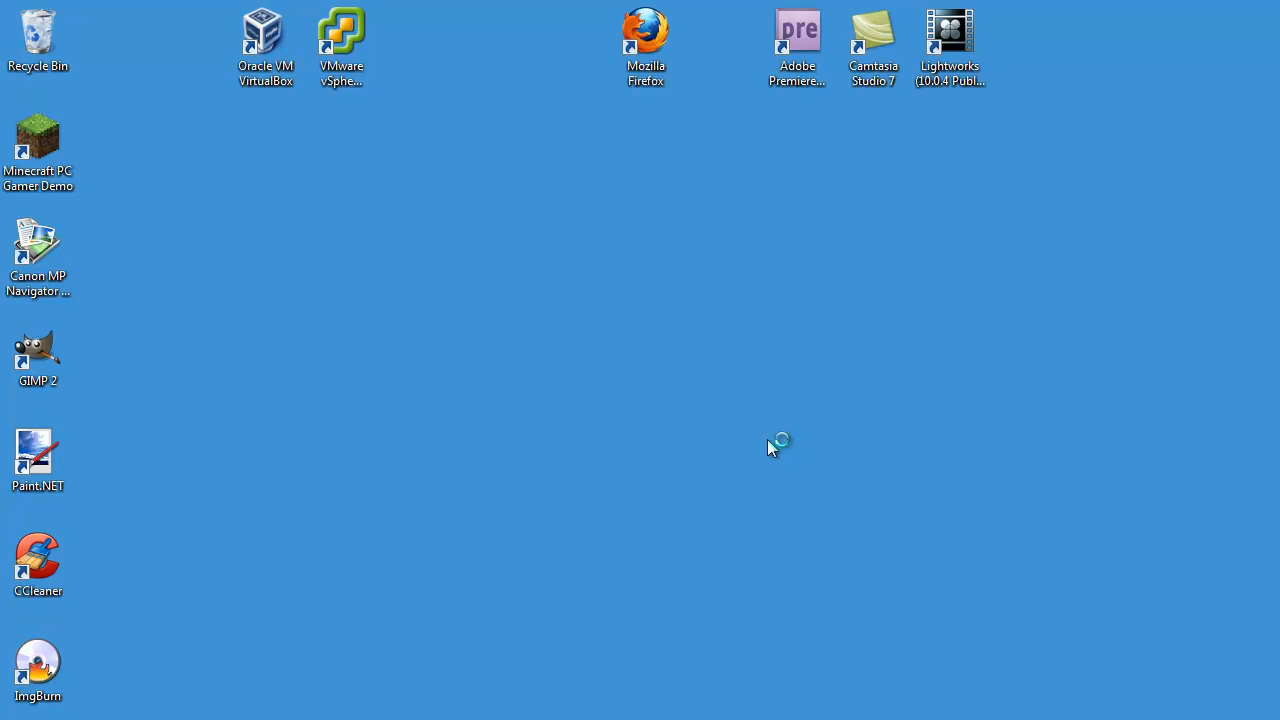 Recycle Bin
Oracle VM
VirtualBox
VMware
vSphe...
Mozilla
Firefox
pre
Adobe
Premiere...
Camtasia
Studio 7
Lightworks
(10.0.4 Publ...
Minecraft PC
Gamer Demo
Canon MP
Navigator ...
GIMP 2
Paint.NET
CCleaner
ImgBurn